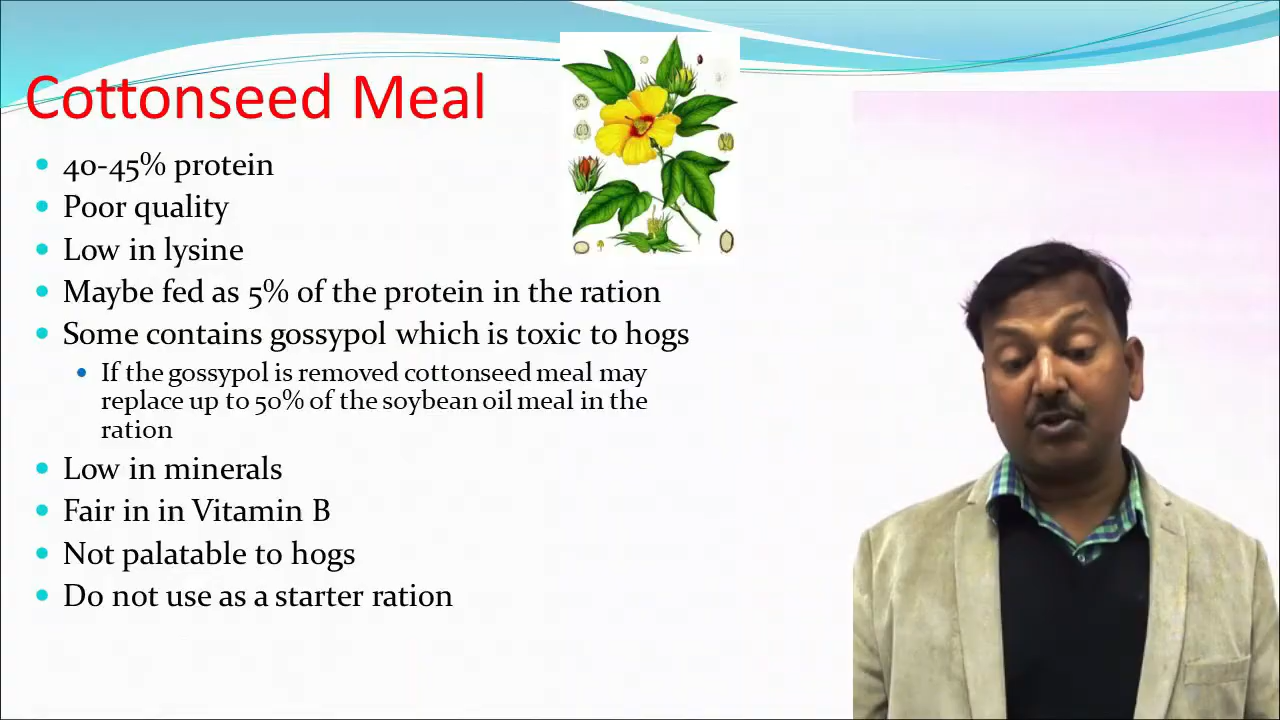 Cottonseed Meal
40-45% protein
Poor quality
Low in lysine
Maybe fed as 5% of the protein in the ration
Some contains gossypol which is toxic to hogs
If the gossypol is removed cottonseed meal may
replace up to 50% of the soybean oil meal in the
ration
Low in minerals
Fair in in Vitamin B
Not palatable to hogs
Do not use as a starter ration